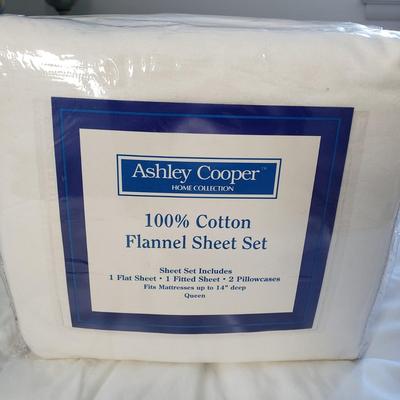 Ashley Cooper™
HOME COLLECTION
100% Cotton
Flannel Sheet Set
Sheet Set Includes
1 Flat Sheet • 1 Fitted Sheet • 2 Pillowcases
Fits Mattresses up to 14" deep
Queen